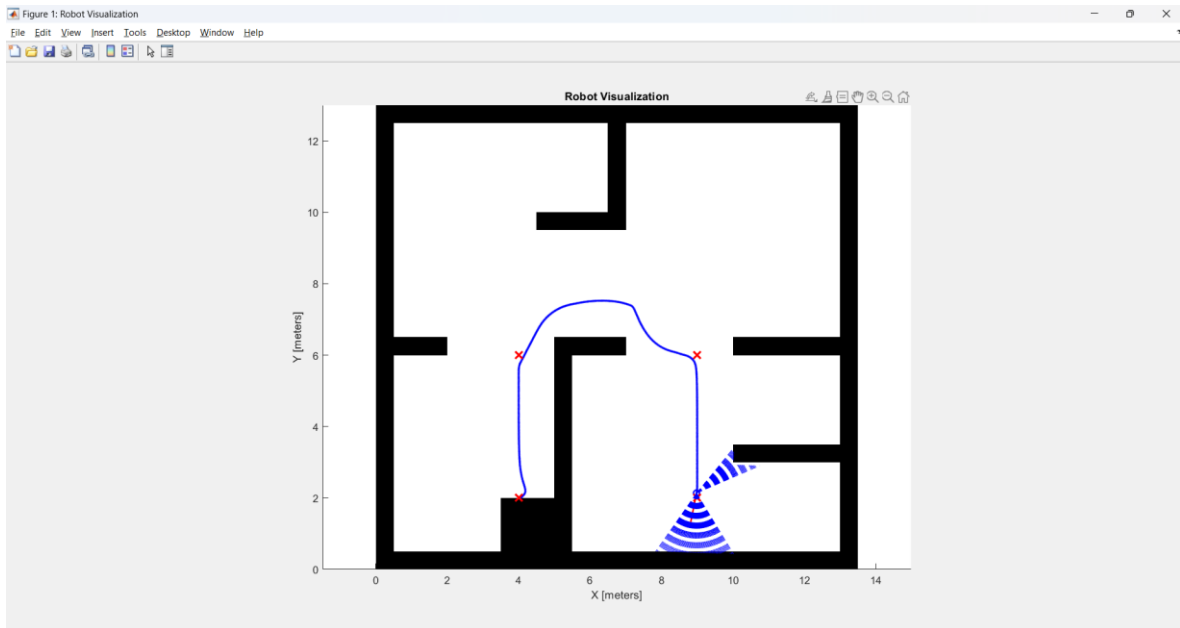 Figure 1: Robot Visualization
File Edit View Insert Tools Desktop Window Help
Robot Visualization
12
10
8
6
4
2
0
Y [meters]
0 2 4 6 8 10 12 14
X [meters]